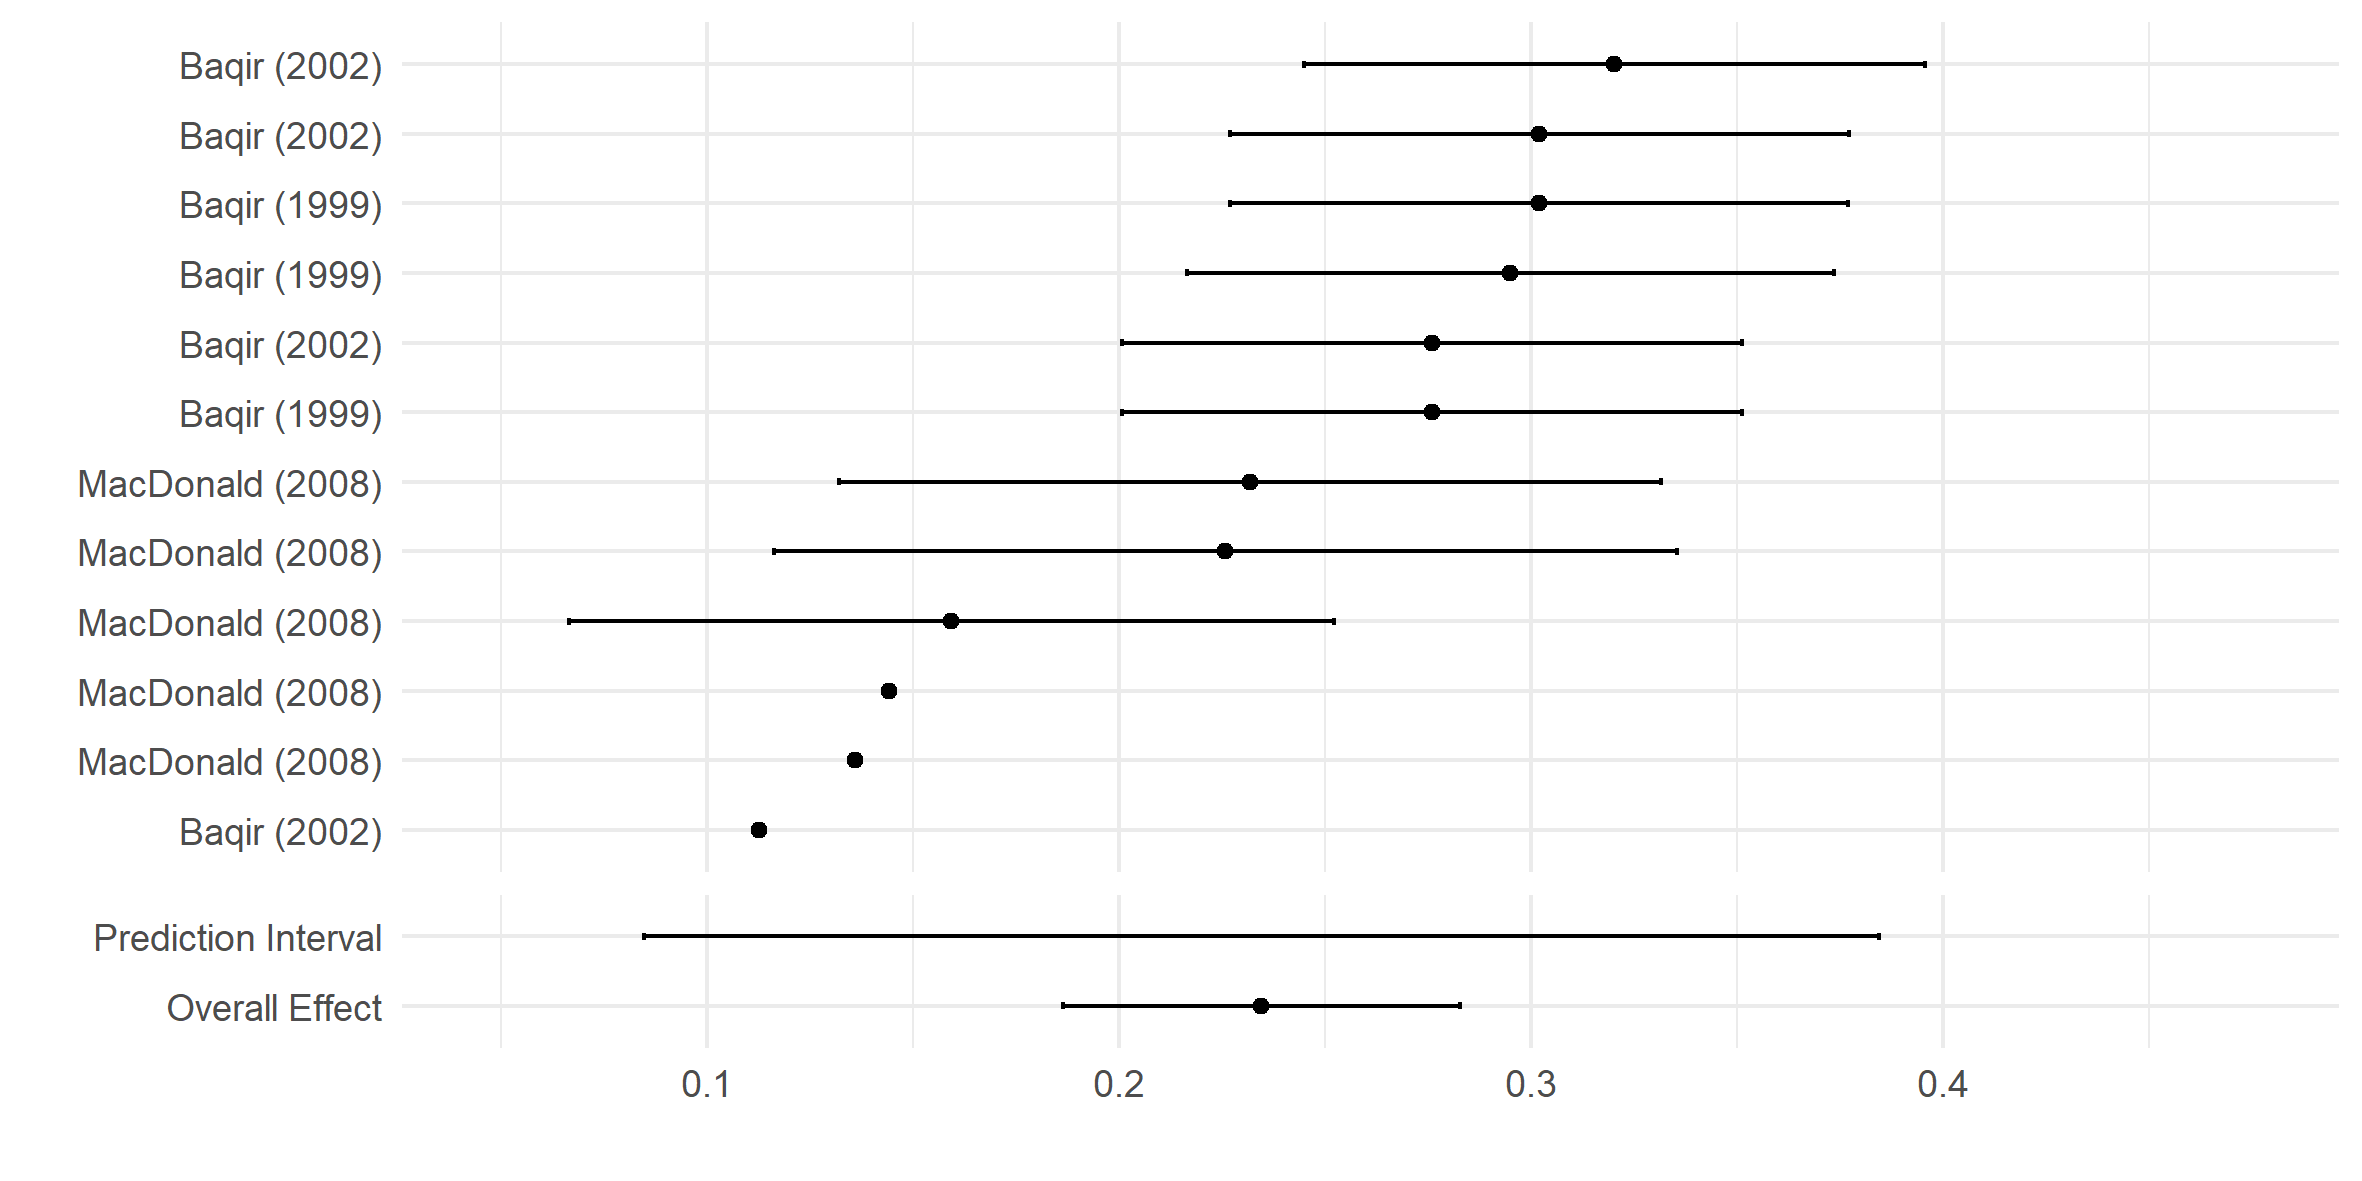 Baqir (2002)
Baqir (2002)
Baqir (1999)
Baqir (1999)
Baqir (2002)
Baqir (1999)
MacDonald (2008)
MacDonald (2008)
MacDonald (2008)
MacDonald (2008)
MacDonald (2008)
Baqir (2002)
Prediction Interval
Overall Effect
0.1 0.2 0.3 0.4